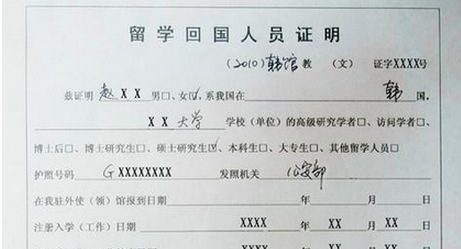 留学回国人员证明
(2010)韩馆 教 (文) 证字XXXX号
兹证明 赵XX 男□、女☑,系我国在 韩 国,
XX 大学 学校(单位)的高级研究学者□、访问学者□、
博士后□、博士研究生□、硕士研究生☑、本科生□、大专生□、其他留学人员□
护照号码 GXXXXXXXX 发照机关 公安部
在我驻外使(领)馆报到日期 年 月 日
注册入学(工作)日期 XXXX 年 XX 月 XX 日
XXXX XX XX